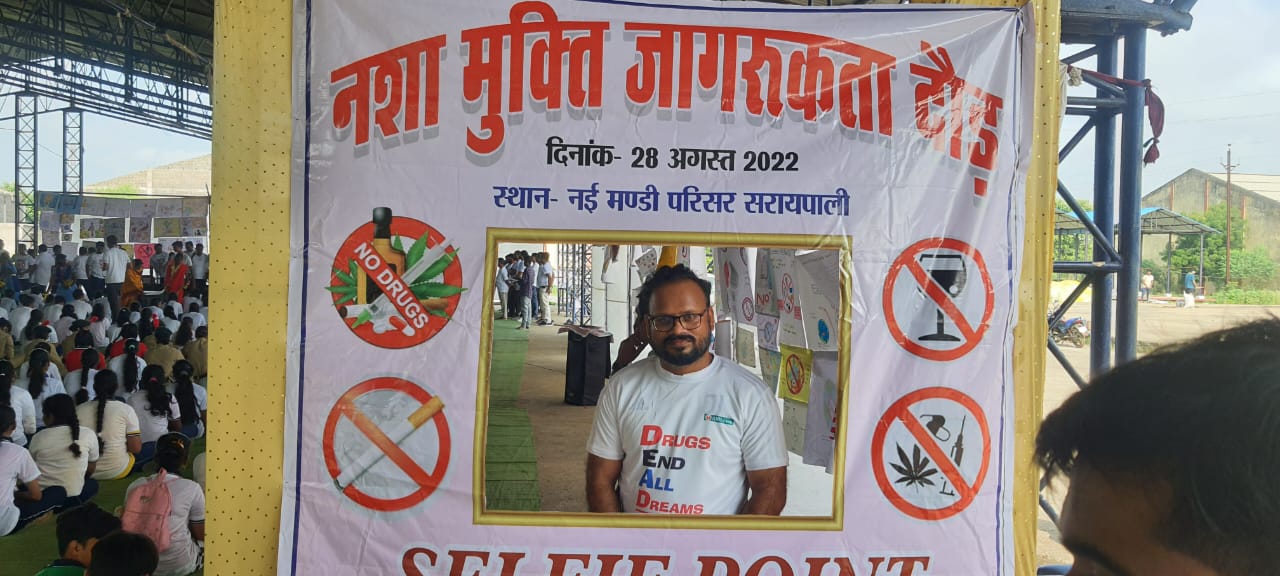 नशा मुक्ति जागरुकता दौड़
दिनांक- 28 अगस्त 2022
स्थान- नई मण्डी परिसर सरायपाली
NO DRUGS
No
DRUGS
END
ALL
DREAMS
SELFIE POINT